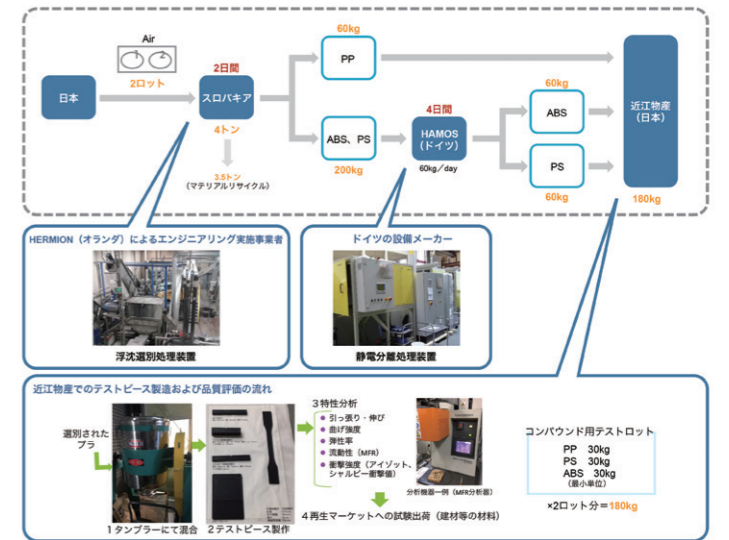 Air
① ②
2ロット
日本
2日間
スロバキア
4トン
3.5トン
(マテリアルリサイクル)
60kg
PP
ABS、PS
200kg
4日間
HAMOS
(ドイツ)
60kg/day
60kg
ABS
PS
60kg
近江物産
(日本)
180kg
HERMION(オランダ)によるエンジニアリング実施事業者
浮沈選別処理装置
ドイツの設備メーカー
静電分離処理装置
近江物産でのテストピース製造および品質評価の流れ
選別された
プラ
1タンブラーにて混合
2テストピース製作
3特性分析
● 引っ張り・伸び
● 曲げ強度
● 弾性率
● 流動性(MFR)
● 衝撃強度(アイゾット、
シャルピー衝撃値)
分析機器一例(MFR分析器)
4再生マーケットへの試験出荷(建材等の材料)
コンパウンド用テストロット
PP 30kg
PS 30kg
ABS 30kg
(最小単位)
×2ロット分=180kg